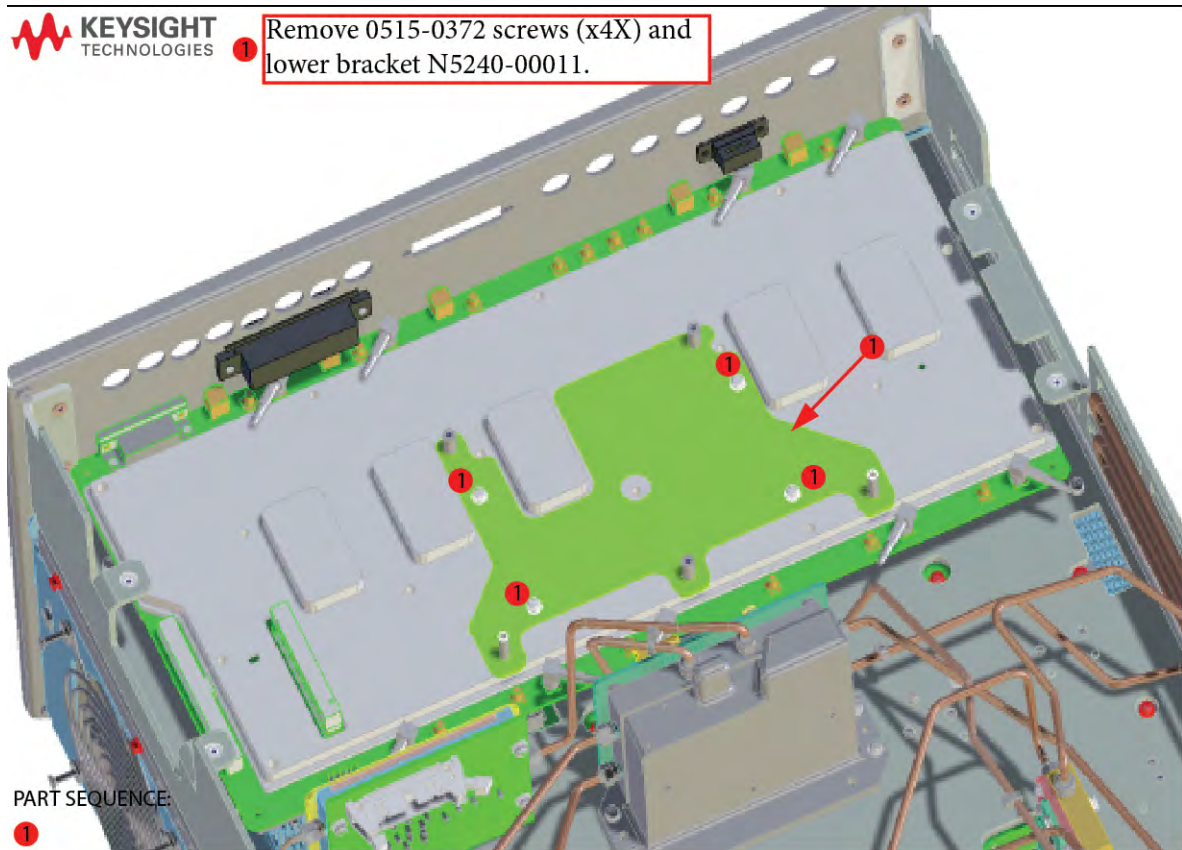 KEYSIGHT
TECHNOLOGIES
1
Remove 0515-0372 screws (x4X) and
lower bracket N5240-00011.
1
1
1
1
1
PART SEQUENCE:
1